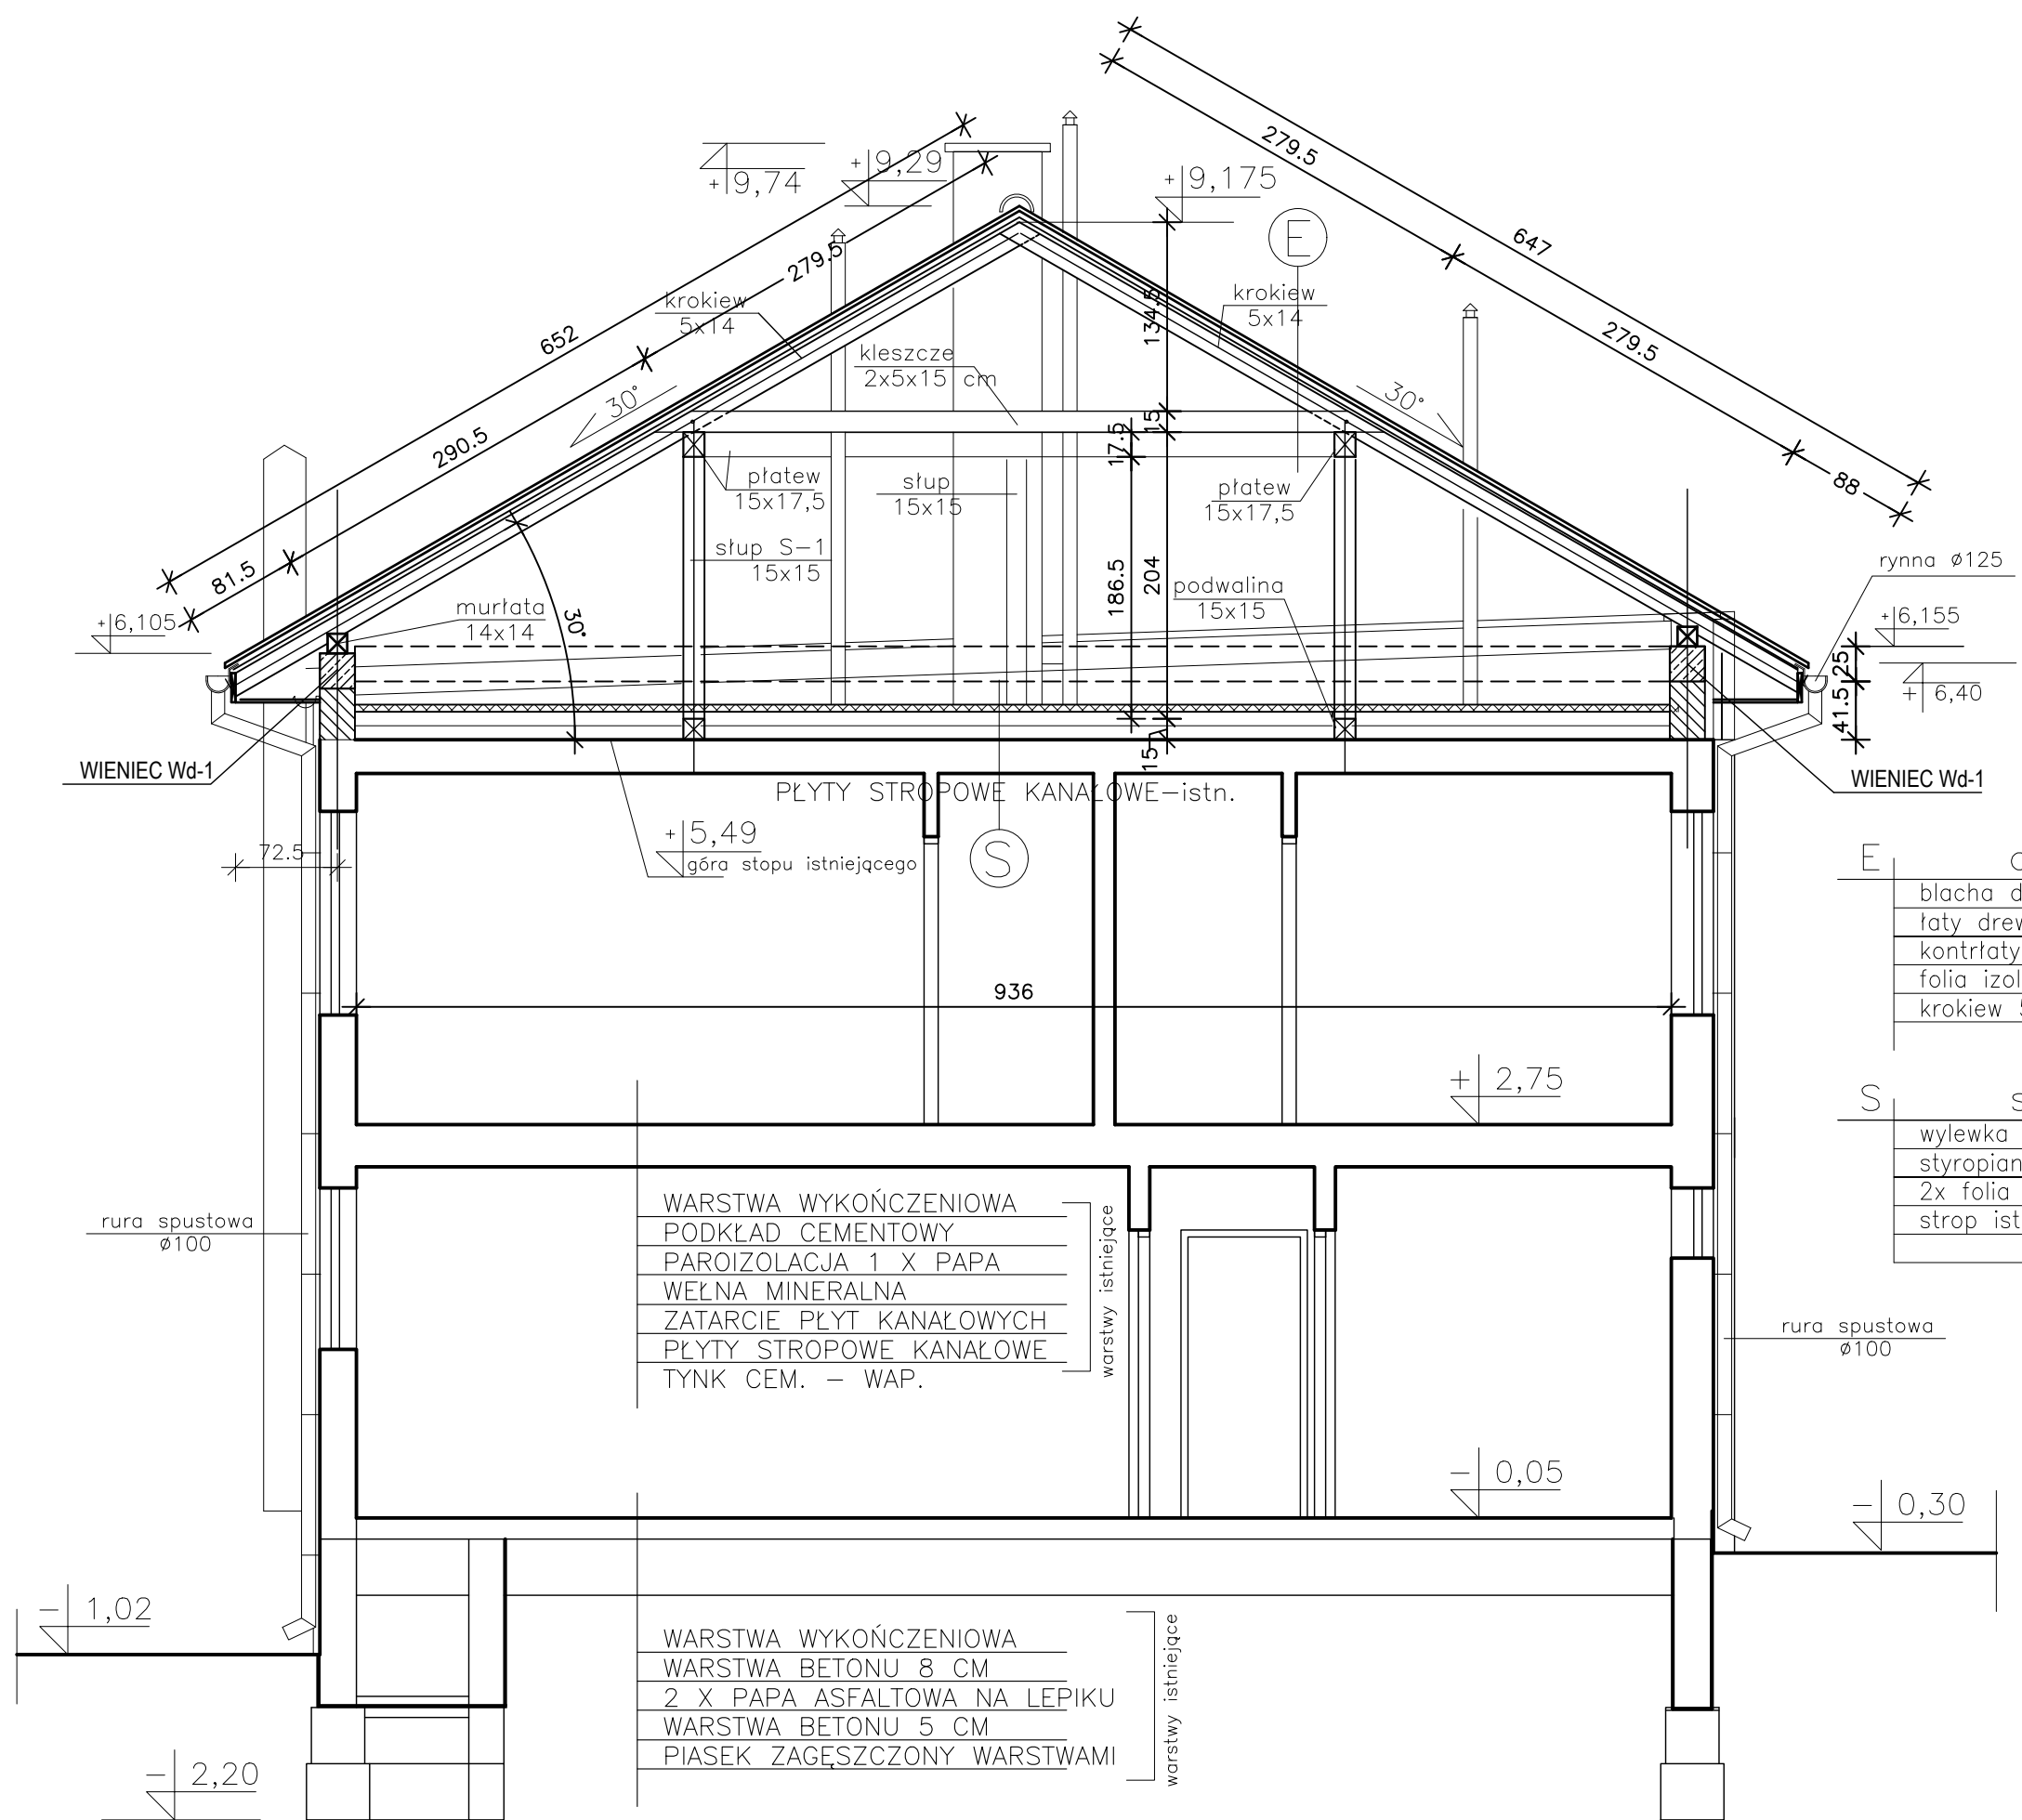 279.5
647
+9,74
+9,29
+9,175
E
279.5
134.5
krokiew
5x14
krokiew
5x14
652
kleszcze
2x5x15 cm
279.5
30°
30°
290.5
15
17.5
88
płatew
15x17,5
słup
15x15
płatew
15x17,5
słup S-1
15x15
186.5
204
podwalina
15x15
rynna ø125
81.5
murłata
14x14
30°
+6,105
+6,155
25
+6,40
41.5
15
WIENIEC Wd-1
WIENIEC Wd-1
PŁYTY STROPOWE KANAŁOWE-istn.
+5,49
góra stopu istniejącego
S
72.5
E
blacha d
łaty drew
kontrłaty
folia izol
krokiew 5
936
+ 2,75
S S
wylewka
styropian
2x folia
strop ist
WARSTWA WYKOŃCZENIOWA
PODKŁAD CEMENTOWY
PAROIZOLACJA 1 X PAPA
WEŁNA MINERALNA
ZATARCIE PŁYT KANAŁOWYCH
PŁYTY STROPOWE KANAŁOWE
TYNK CEM. - WAP.
warstwy istniejące
rura spustowa
ø100
rura spustowa
ø100
- 0,05
- 0,30
- 1,02
WARSTWA WYKOŃCZENIOWA
WARSTWA BETONU 8 CM
2 X PAPA ASFALTOWA NA LEPIKU
WARSTWA BETONU 5 CM
PIASEK ZAGĘSZCZONY WARSTWAMI
warstwy istniejące
- 2,20